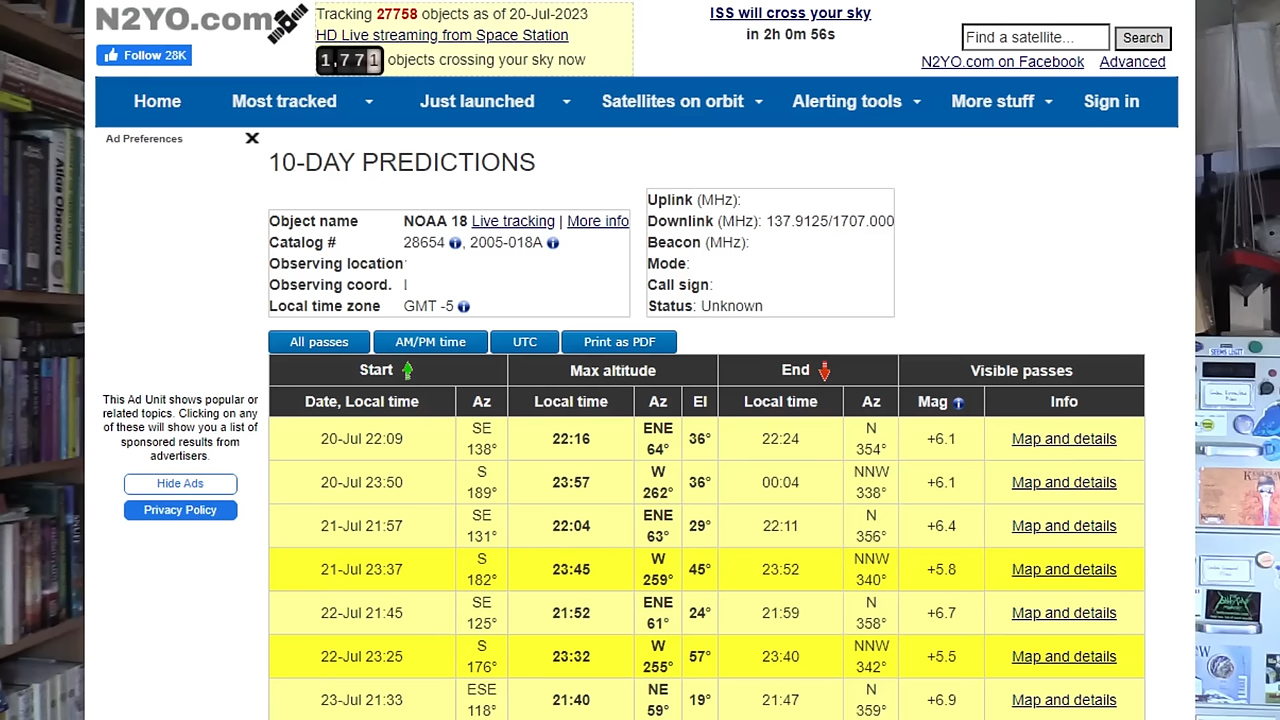 N2YO.com
Follow 28K
Tracking 27758 objects as of 20-Jul-2023
HD Live streaming from Space Station
1,771 objects crossing your sky now
ISS will cross your sky
in 2h 0m 56s
Find a satellite...
Search
N2YO.com on Facebook Advanced
Home Most tracked Just launched Satellites on orbit Alerting tools More stuff Sign in
Ad Preferences
10-DAY PREDICTIONS
Object name NOAA 18 Live tracking | More info
Catalog # 28654, 2005-018A
Observing location
Observing coord.
Local time zone GMT -5
Uplink (MHz):
Downlink (MHz): 137.9125/1707.000
Beacon (MHz):
Mode:
Call sign:
Status: Unknown
All passes AM/PM time UTC Print as PDF
Start Max altitude End Visible passes
Date, Local time Az Local time Az El Local time Az Mag Info
20-Jul 22:09 SE 138° 22:16 ENE 64° 36° 22:24 N 354° +6.1 Map and details
20-Jul 23:50 S 189° 23:57 W 262° 36° 00:04 NNW 338° +6.1 Map and details
21-Jul 21:57 SE 131° 22:04 ENE 63° 29° 22:11 N 356° +6.4 Map and details
21-Jul 23:37 S 182° 23:45 W 259° 45° 23:52 NNW 340° +5.8 Map and details
22-Jul 21:45 SE 125° 21:52 ENE 61° 24° 21:59 N 358° +6.7 Map and details
22-Jul 23:25 S 176° 23:32 W 255° 57° 23:40 NNW 342° +5.5 Map and details
23-Jul 21:33 ESE 118° 21:40 NE 59° 19° 21:47 N 359° +6.9 Map and details
This Ad Unit shows popular or
related topics. Clicking on any
of these will show you a list of
sponsored results from
advertisers.
Hide Ads
Privacy Policy
Atlas Obscura
SEEMS LEGIT